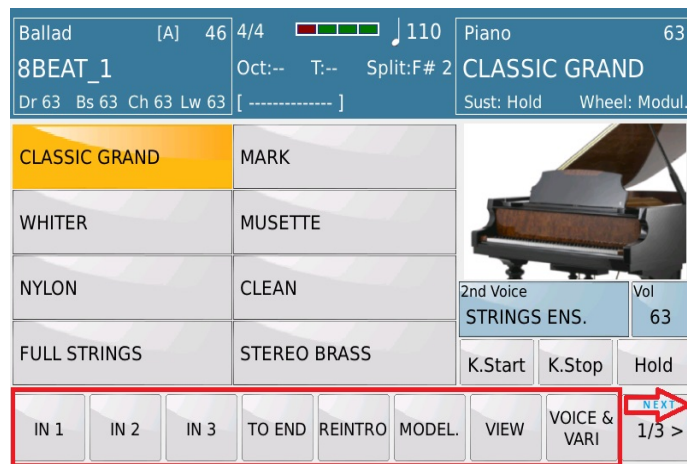 Ballad [A] 46
8BEAT_1
Dr 63 Bs 63 Ch 63 Lw 63
4/4 ♩110
Oct:-- T:-- Split:F# 2
[ -------------- ]
Piano 63
CLASSIC GRAND
Sust: Hold Wheel: Modul.
CLASSIC GRAND
MARK
WHITER
MUSETTE
NYLON
CLEAN
FULL STRINGS
STEREO BRASS
2nd Voice
STRINGS ENS.
Vol
63
K.Start K.Stop Hold
IN 1 IN 2 IN 3 TO END REINTRO MODEL. VIEW VOICE &
VARI
NEXT
1/3 >